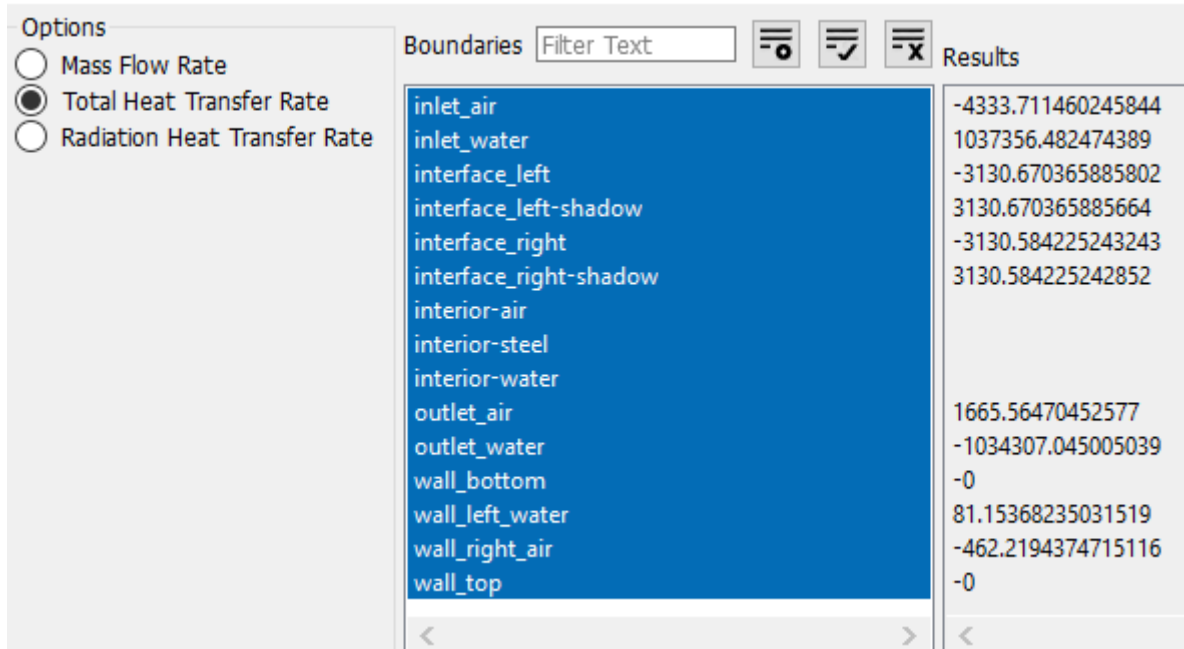 Options
Mass Flow Rate
Total Heat Transfer Rate
Radiation Heat Transfer Rate
Boundaries Filter Text
Results
inlet_air -4333.711460245844
inlet_water 1037356.482474389
interface_left -3130.670365885802
interface_left-shadow 3130.670365885664
interface_right -3130.584225243243
interface_right-shadow 3130.584225242852
interior-air
interior-steel
interior-water
outlet_air 1665.56470452577
outlet_water -1034307.045005039
wall_bottom -0
wall_left_water 81.15368235031519
wall_right_air -462.2194374715116
wall_top -0